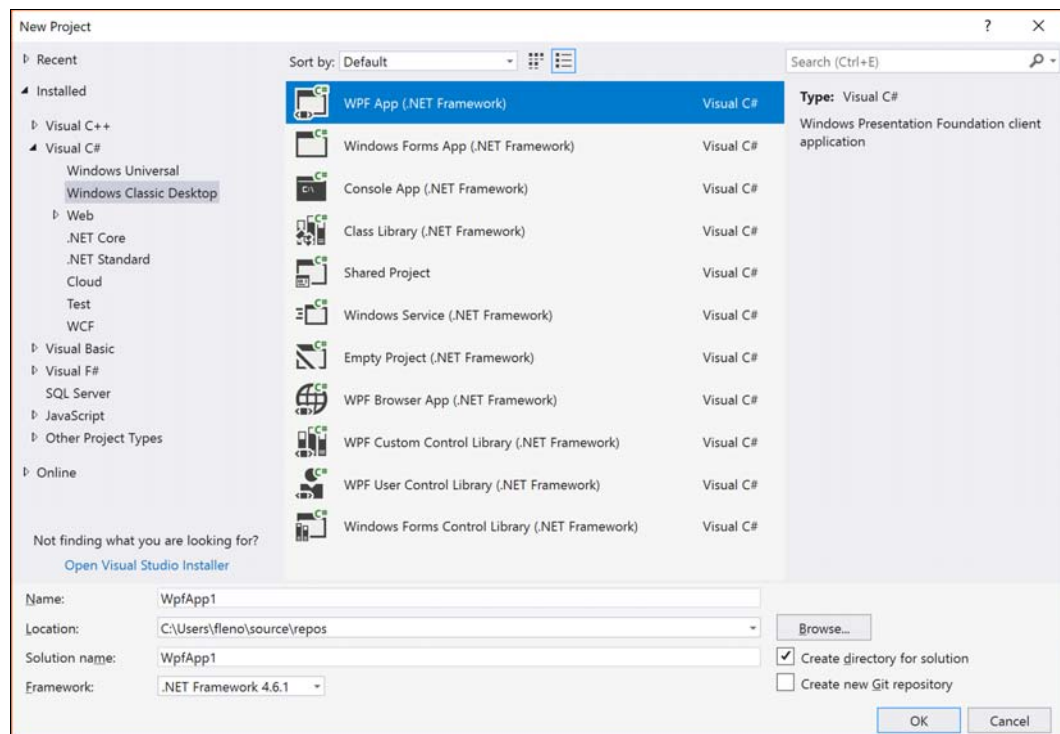 New Project
?
Recent
Sort by: Default
Search (Ctrl+E)
Installed
Visual C++
Visual C#
Windows Universal
Windows Classic Desktop
Web
.NET Core
.NET Standard
Cloud
Test
WCF
Visual Basic
Visual F#
SQL Server
JavaScript
Other Project Types
Online
Not finding what you are looking for?
Open Visual Studio Installer
WPF App (.NET Framework) Visual C#
Windows Forms App (.NET Framework) Visual C#
Console App (.NET Framework) Visual C#
Class Library (.NET Framework) Visual C#
Shared Project Visual C#
Windows Service (.NET Framework) Visual C#
Empty Project (.NET Framework) Visual C#
WPF Browser App (.NET Framework) Visual C#
WPF Custom Control Library (.NET Framework) Visual C#
WPF User Control Library (.NET Framework) Visual C#
Windows Forms Control Library (.NET Framework) Visual C#
Type: Visual C#
Windows Presentation Foundation client
application
Name: WpfApp1
Location: C:\Users\fleno\source\repos
Browse...
Solution name: WpfApp1
Create directory for solution
Framework: .NET Framework 4.6.1
Create new Git repository
OK Cancel